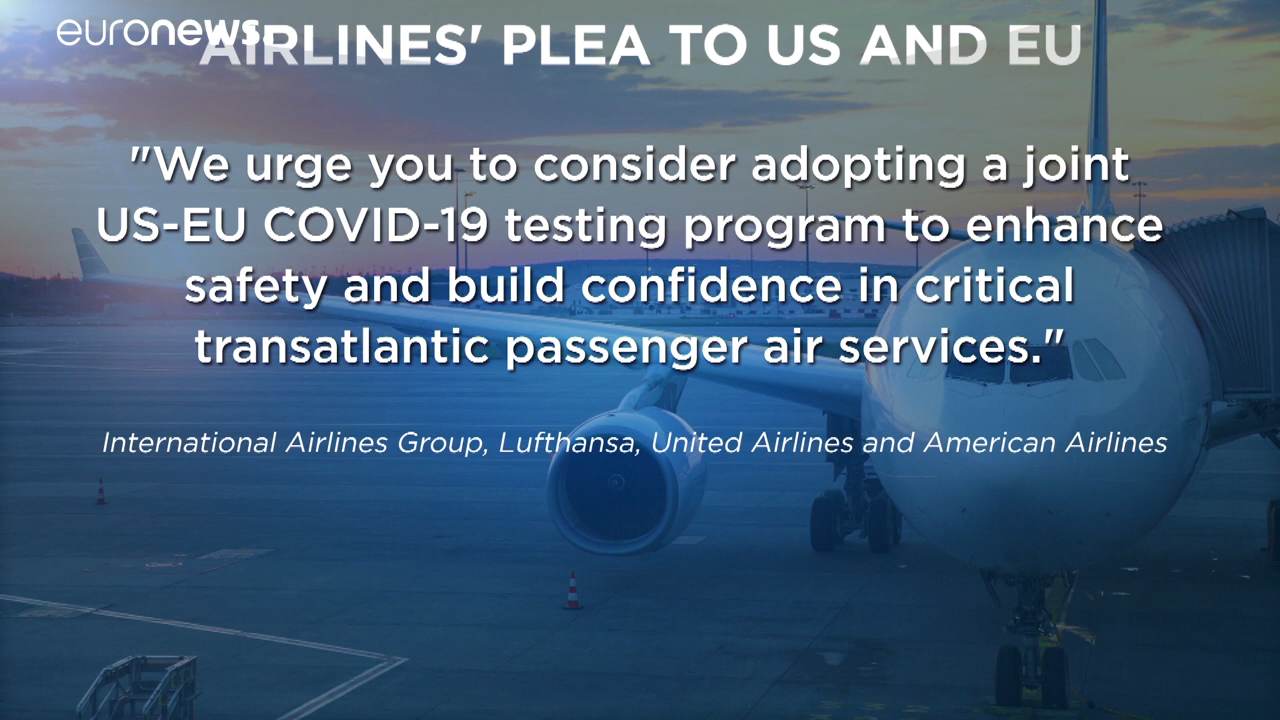 euronews.
AIRLINES' PLEA TO US AND EU
"We urge you to consider adopting a joint
US-EU COVID-19 testing program to enhance
safety and build confidence in critical
transatlantic passenger air services."
International Airlines Group, Lufthansa, United Airlines and American Airlines